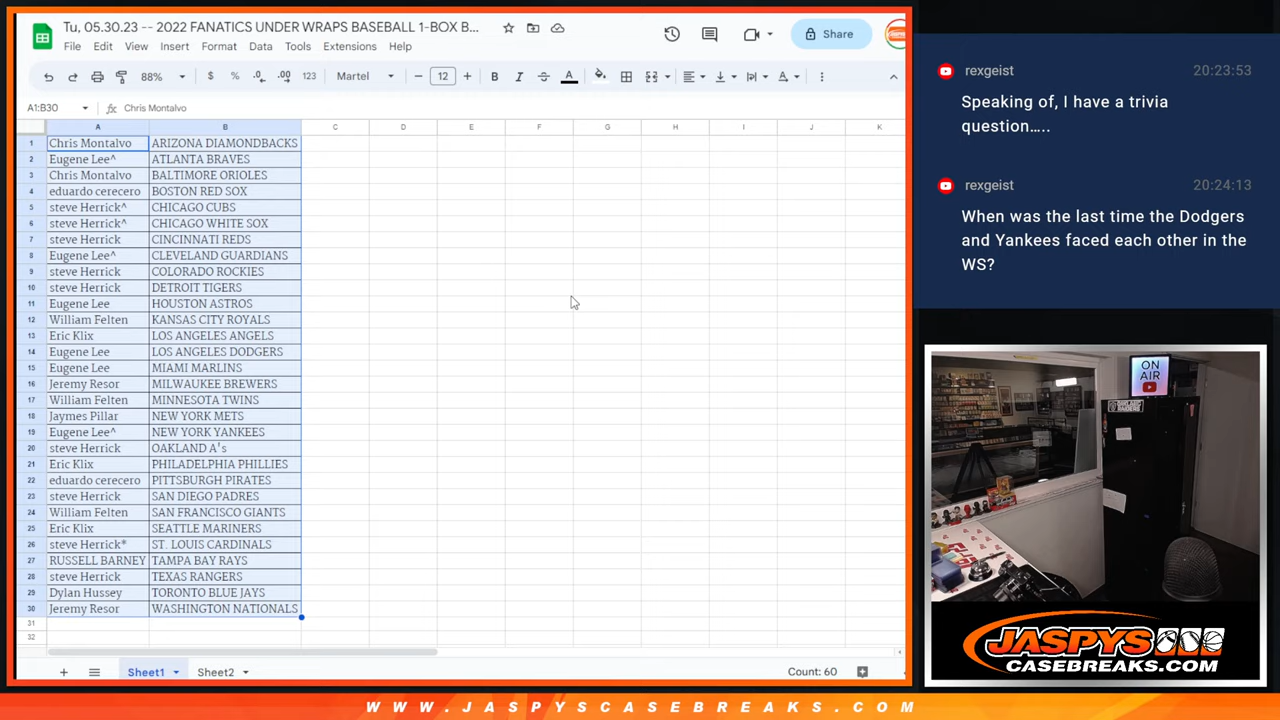 Tu, 05.30.23 -- 2022 FANATICS UNDER WRAPS BASEBALL 1-BOX B...
File Edit View Insert Format Data Tools Extensions Help
Share
88% $ % .0 .00 123 Martel 12 B I A
A1:B30 Chris Montalvo
A B C D E F G H I J K
1 Chris Montalvo ARIZONA DIAMONDBACKS
2 Eugene Lee^ ATLANTA BRAVES
3 Chris Montalvo BALTIMORE ORIOLES
4 eduardo cerecero BOSTON RED SOX
5 steve Herrick^ CHICAGO CUBS
6 steve Herrick^ CHICAGO WHITE SOX
7 steve Herrick CINCINNATI REDS
8 Eugene Lee^ CLEVELAND GUARDIANS
9 steve Herrick COLORADO ROCKIES
10 steve Herrick DETROIT TIGERS
11 Eugene Lee HOUSTON ASTROS
12 William Felten KANSAS CITY ROYALS
13 Eric Klix LOS ANGELES ANGELS
14 Eugene Lee LOS ANGELES DODGERS
15 Eugene Lee MIAMI MARLINS
16 Jeremy Resor MILWAUKEE BREWERS
17 William Felten MINNESOTA TWINS
18 Jaymes Pillar NEW YORK METS
19 Eugene Lee^ NEW YORK YANKEES
20 steve Herrick OAKLAND A's
21 Eric Klix PHILADELPHIA PHILLIES
22 eduardo cerecero PITTSBURGH PIRATES
23 steve Herrick SAN DIEGO PADRES
24 William Felten SAN FRANCISCO GIANTS
25 Eric Klix SEATTLE MARINERS
26 steve Herrick* ST. LOUIS CARDINALS
27 RUSSELL BARNEY TAMPA BAY RAYS
28 steve Herrick TEXAS RANGERS
29 Dylan Hussey TORONTO BLUE JAYS
30 Jeremy Resor WASHINGTON NATIONALS
31
32
Sheet1 Sheet2 Count: 60
rexgeist 20:23:53
Speaking of, I have a trivia
question.....
rexgeist 20:24:13
When was the last time the Dodgers
and Yankees faced each other in the
WS?
ON
AIR
JASPYS
CASEBREAKS.COM
WWW.JASPYSCASEBREAKS.COM